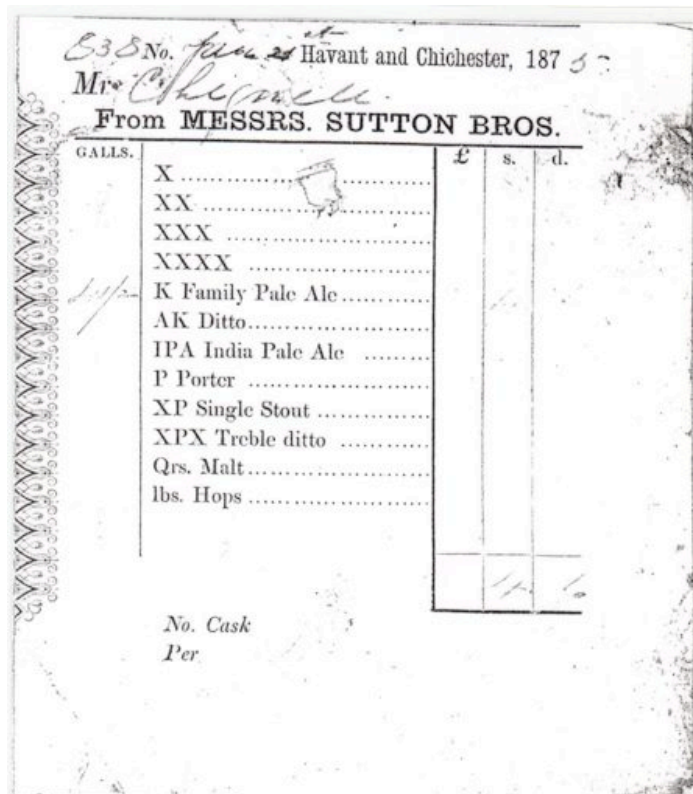 838 No. Havant and Chichester, 1875
Mr.
From MESSRS. SUTTON BROS.
GALLS. £ s. d.
X
XX
XXX
XXXX
K Family Pale Ale
AK Ditto
IPA India Pale Ale
P Porter
XP Single Stout
XPX Treble ditto
Qrs. Malt
lbs. Hops
No. Cask
Per